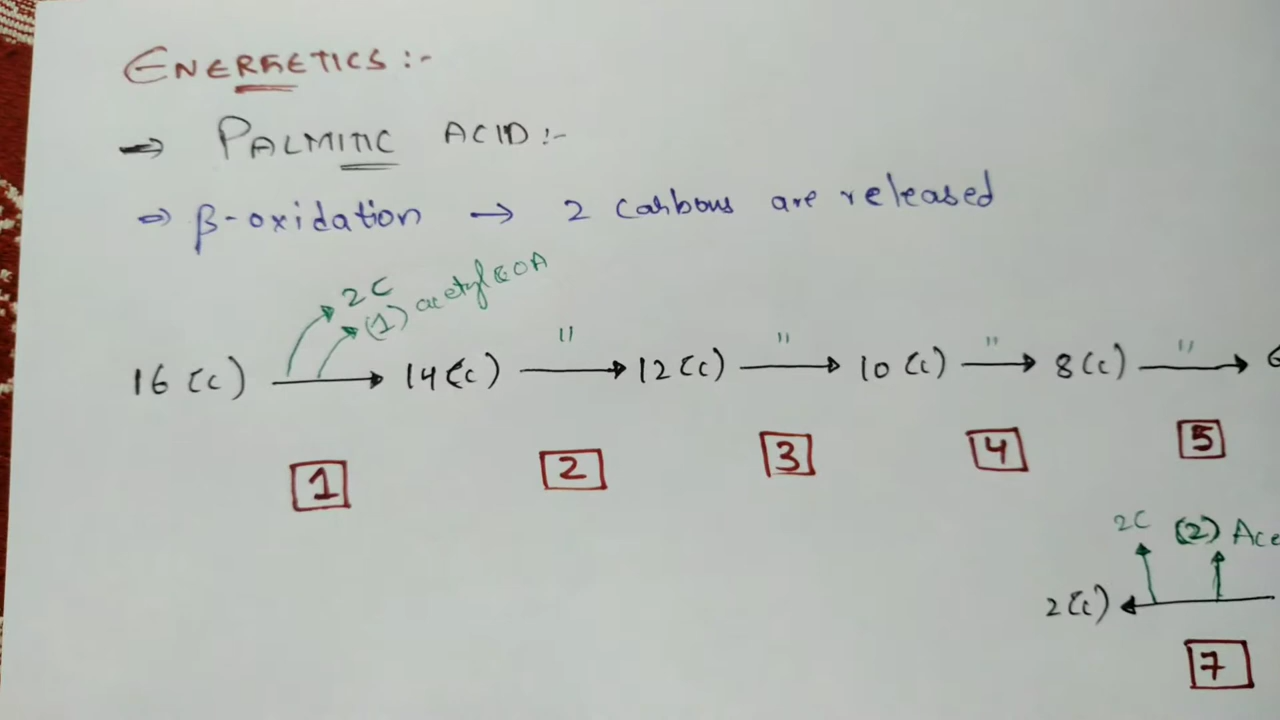 ENERGETICS :-
→ PALMITIC ACID :-
⇒ β-oxidation → 2 carbons are released
2C
(1) acetyl COA
16 (c) → 14 (c) → 12 (c) → 10 (c) → 8 (c) → 6
" " " "
1 2 3 4 5
2C (2) Ace
2 (c) ←
7